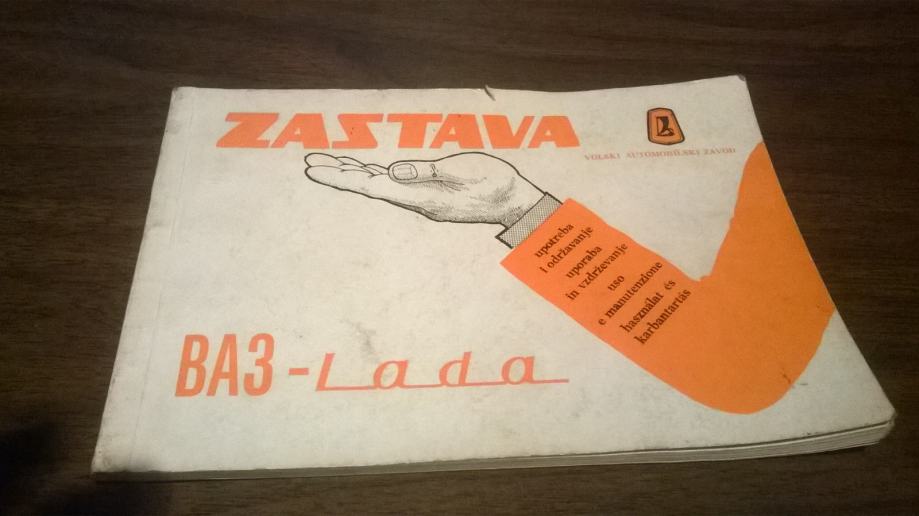 ZASTAVA
VOLŠKI AUTOMOBILSKI ZAVOD
upotreba
i održavanje
uporaba
in vzdrževanje
uso
e manutenzione
használat és
karbantartás
ВАЗ - Lada